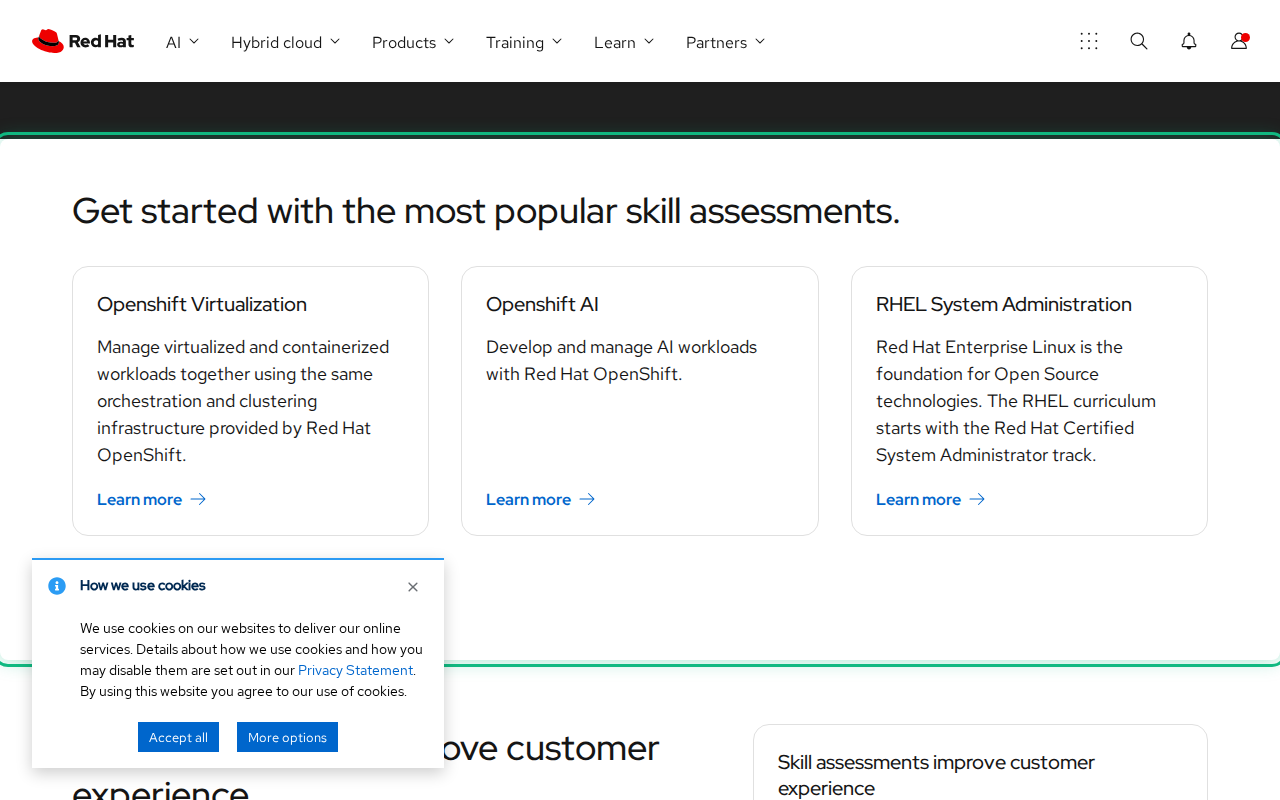 Red Hat
AI
Hybrid cloud
Products
Training
Learn
Partners
Get started with the most popular skill assessments.
Openshift Virtualization
Manage virtualized and containerized
workloads together using the same
orchestration and clustering
infrastructure provided by Red Hat
OpenShift.
Learn more
Openshift AI
Develop and manage AI workloads
with Red Hat OpenShift.
Learn more
RHEL System Administration
Red Hat Enterprise Linux is the
foundation for Open Source
technologies. The RHEL curriculum
starts with the Red Hat Certified
System Administrator track.
Learn more
How we use cookies
We use cookies on our websites to deliver our online
services. Details about how we use cookies and how you
may disable them are set out in our Privacy Statement.
By using this website you agree to our use of cookies.
Accept all
More options
customer
experience
Skill assessments improve customer
experience